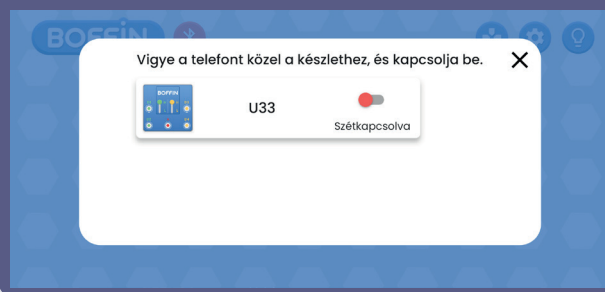 BOFFIN
Vigye a telefont közel a készlethez, és kapcsolja be.
BOFFIN
U33
Szétkapcsolva